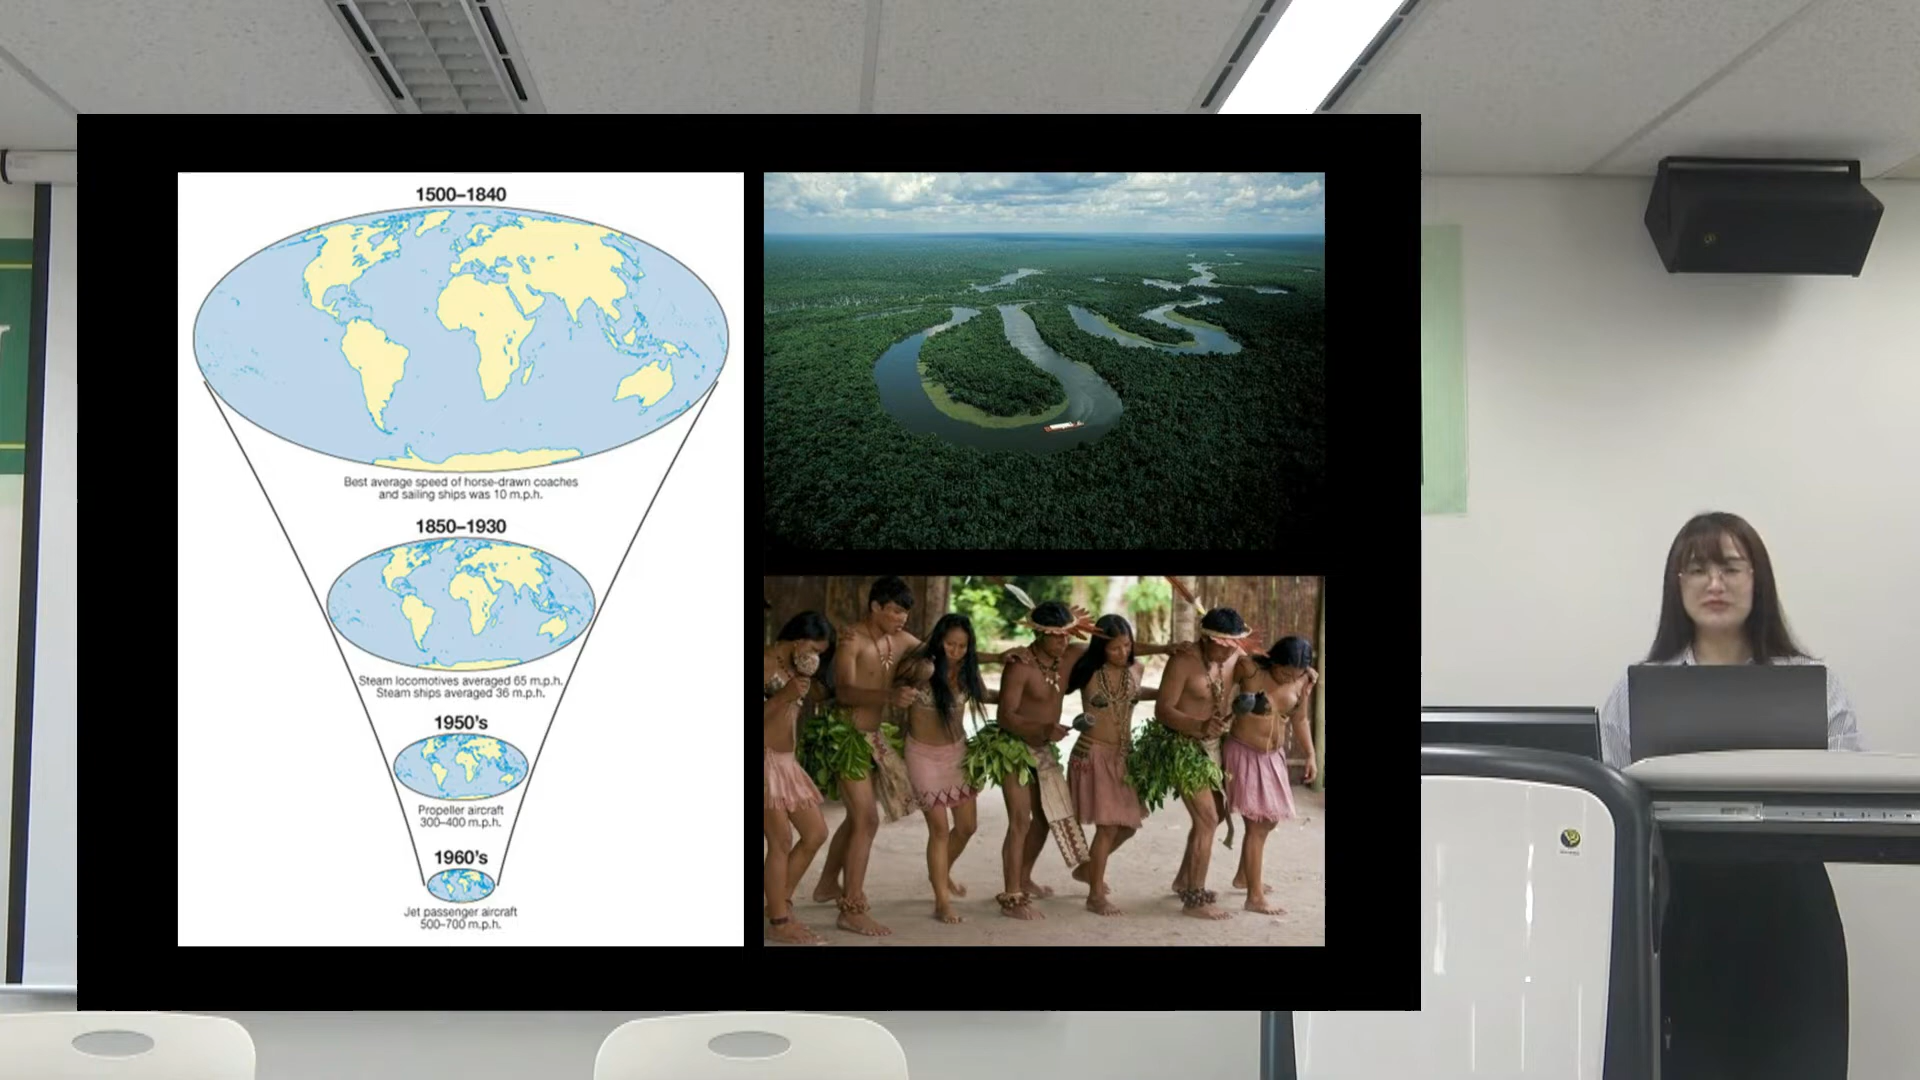 1500–1840
Best average speed of horse-drawn coaches
and sailing ships was 10 m.p.h.
1850–1930
Steam locomotives averaged 65 m.p.h.
Steam ships averaged 36 m.p.h.
1950's
Propeller aircraft
300–400 m.p.h.
1960's
Jet passenger aircraft
500–700 m.p.h.